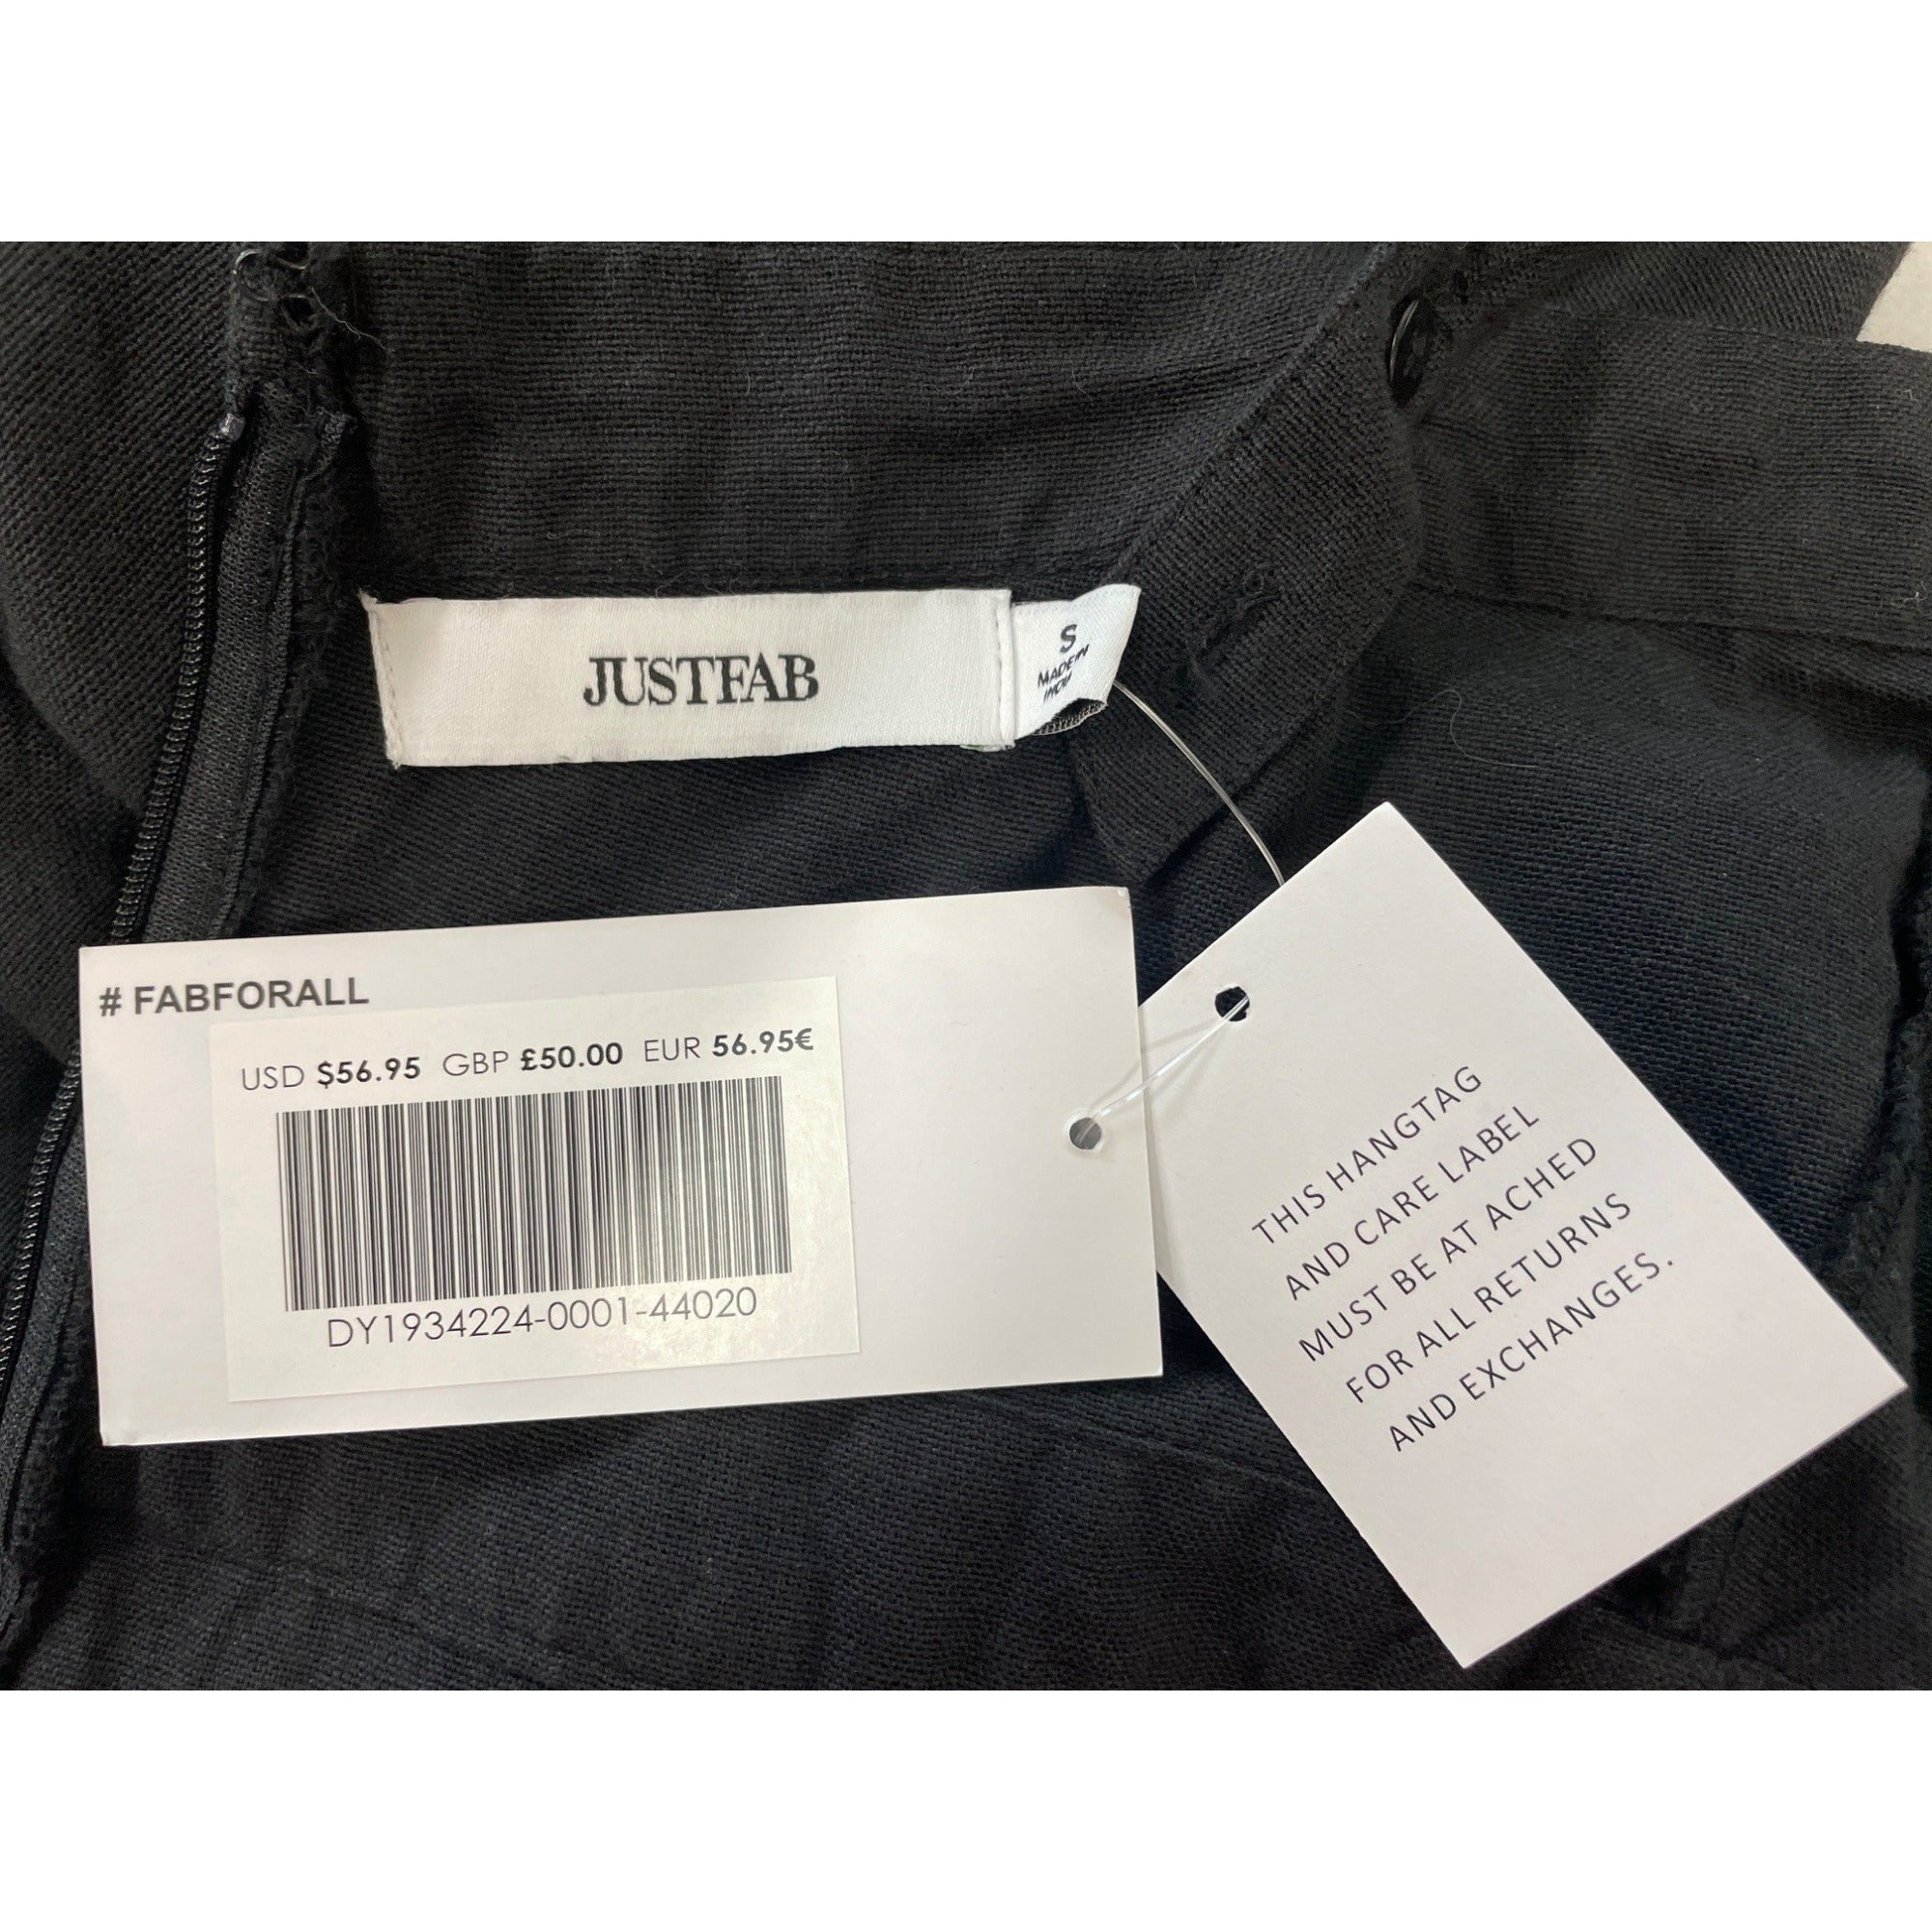 JUSTFAB
S
MADE IN
# FABFORALL
USD $56.95 GBP £50.00 EUR 56.95€
DY1934224-0001-44020
THIS HANGTAG
AND CARE LABEL
MUST BE AT ACHED
FOR ALL RETURNS
AND EXCHANGES.